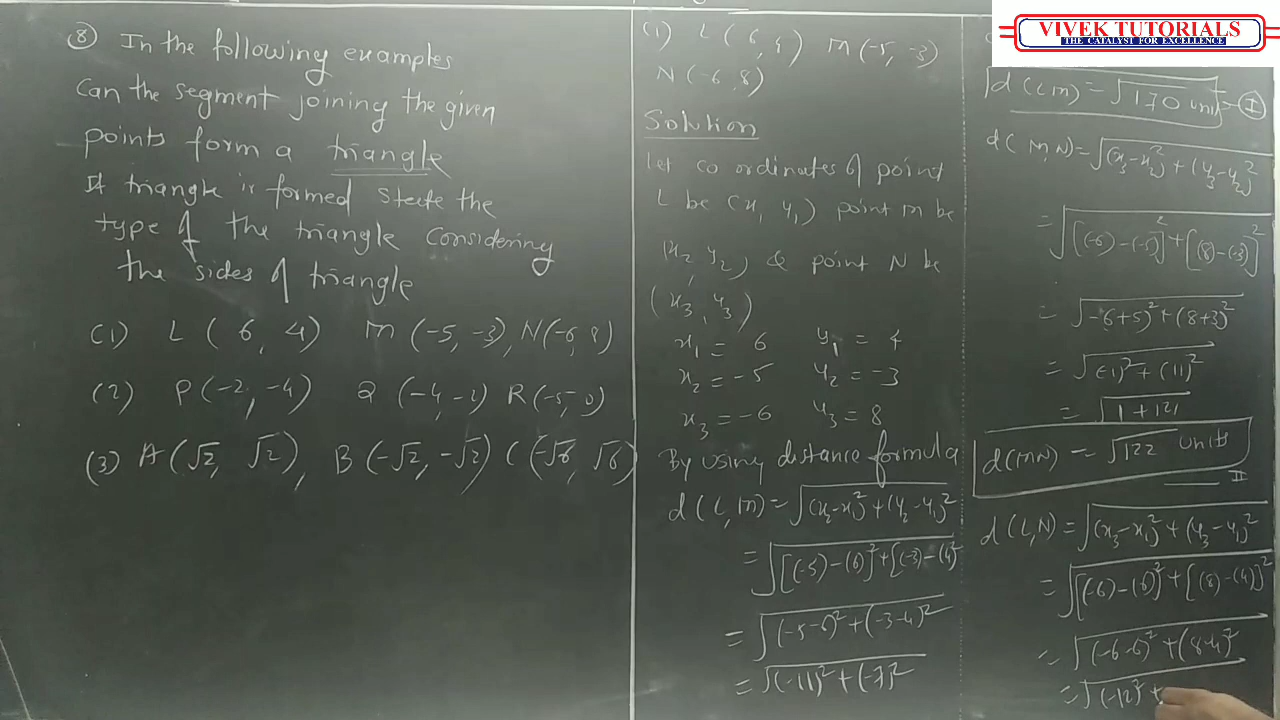 ⑧ In the following examples
Can the segment joining the given
points form a triangle
If triangle is formed state the
type of the triangle considering
the sides of triangle
(1) L (6, 4) M (-5, -3), N(-6, 8)
(2) P(-2, -4) Q (-4, -2) R(-5, 0)
(3) A (√2, √2), B (-√2, -√2) C (-√6, √6)
(1) L (6, 4) M (-5, -3)
N (-6, 8)
Solution
let co ordinates of point
L be (x1 y1) point M be
(x2, y2) & point N be
(x3, y3)
x1 = 6 y1 = 4
x2 = -5 y2 = -3
x3 = -6 y3 = 8
By using distance formula
d(L,M) = √(x2-x1)² + (y2-y1)²
= √[(-5)-(6)]² + [(-3)-(4)]²
= √(-5-6)² + (-3-4)²
= √(-11)² + (-7)²
VIVEK TUTORIALS
THE CATALYST FOR EXCELLENCE
d(LM) = √170 unit - Ⓘ
d(M,N) = √(x3-x2)² + (y3-y2)²
= √[(-6)-(-5)]² + [(8)-(-3)]²
= √-6+5)² + (8+3)²
= √(-1)² + (11)²
= √1 + 121
d(MN) = √122 units
II
d(L,N) = √(x3-x1)² + (y3-y1)²
= √[(-6)-(6)]² + [(8)-(4)]²
= √(-6-6)² + (8-4)²
= √(-12)² +